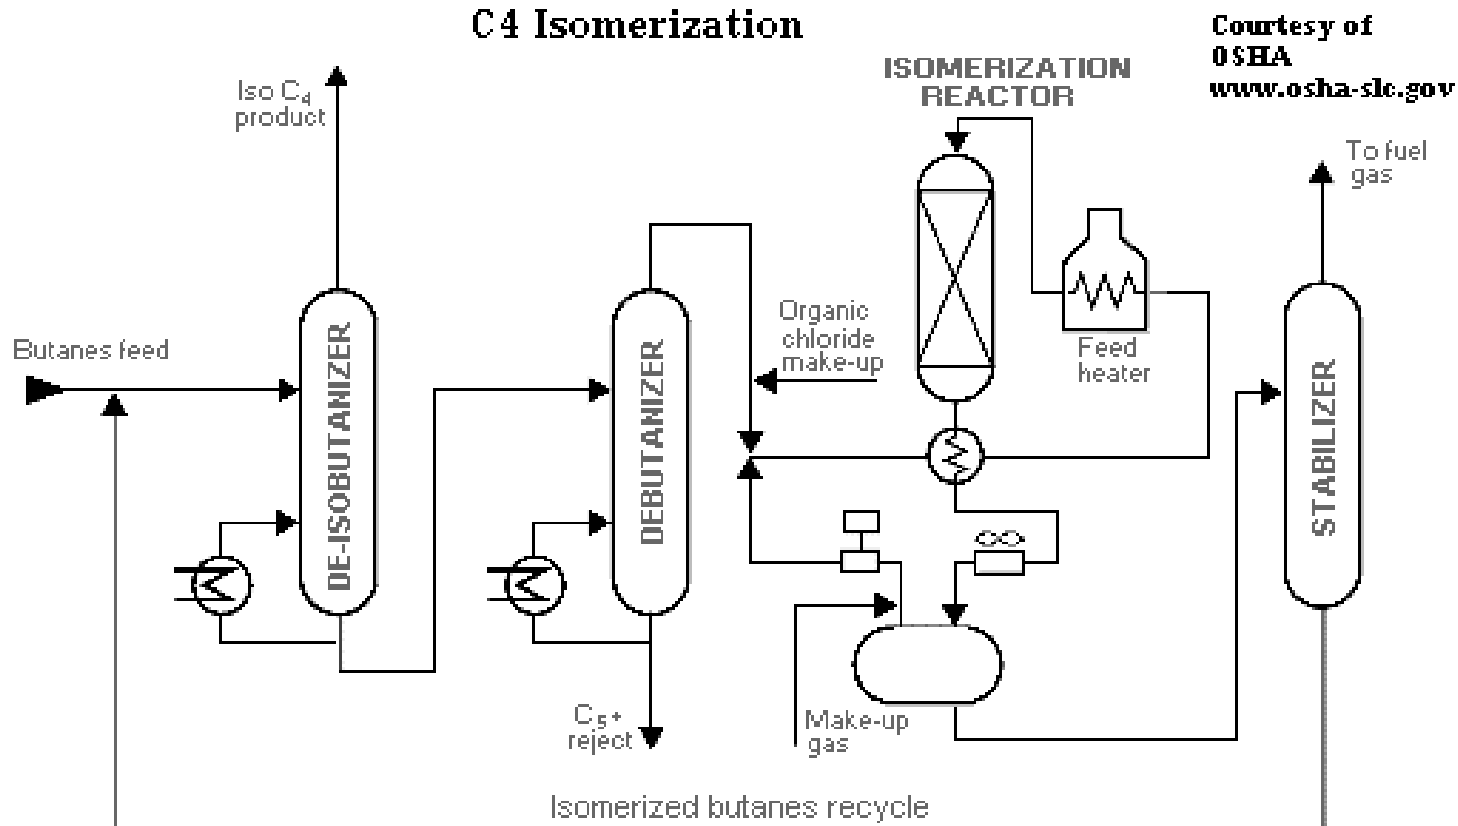 C4 Isomerization
Courtesy of
OSHA
www.osha-slc.gov
ISOMERIZATION
REACTOR
Iso C4
product
To fuel
gas
Butanes feed
DE-ISOBUTANIZER
DEBUTANIZER
Organic
chloride
make-up
Feed
heater
STABILIZER
C5+
reject
Make-up
gas
Isomerized butanes recycle